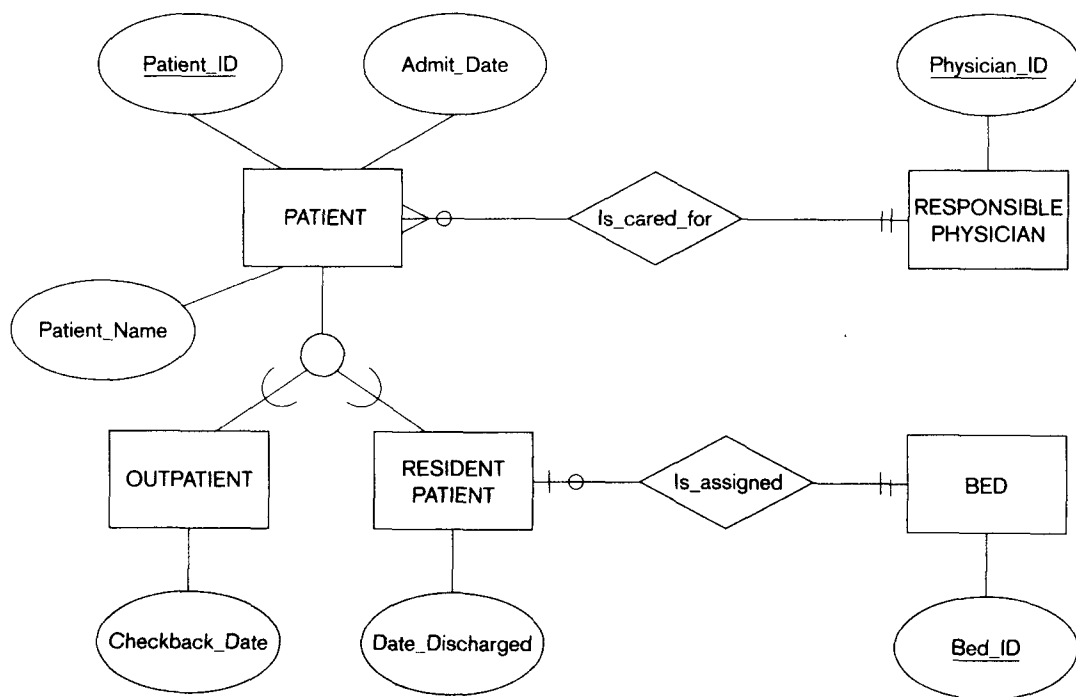 Patient_ID
Admit_Date
Physician_ID
PATIENT
Is_cared_for
RESPONSIBLE
PHYSICIAN
Patient_Name
OUTPATIENT
RESIDENT
PATIENT
Is_assigned
BED
Checkback_Date
Date_Discharged
Bed_ID